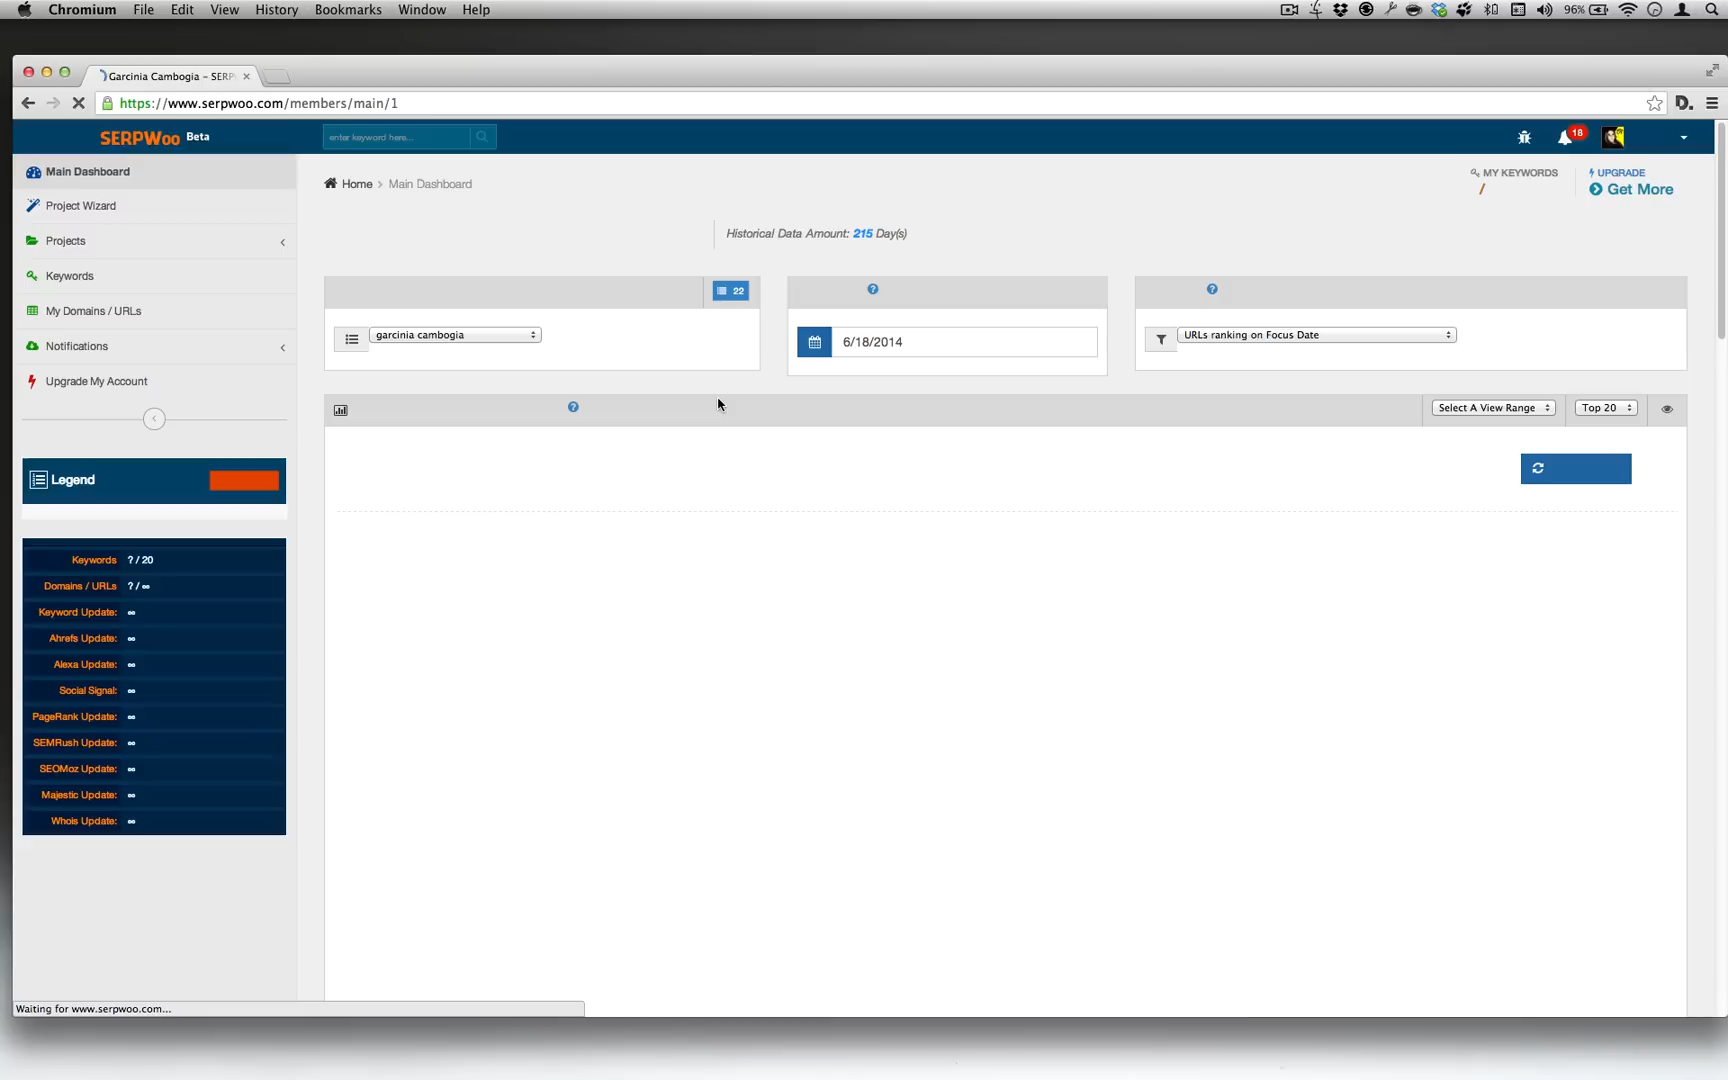 Chromium File Edit View History Bookmarks Window Help 96%
Garcinia Cambogia – SERP
https://www.serpwoo.com/members/main/1
SERPWoo Beta
enter keyword here...
18
Main Dashboard
Project Wizard
Projects
Keywords
My Domains / URLs
Notifications
Upgrade My Account
Legend
Keywords ? / 20
Domains / URLs ? / ∞
Keyword Update: ∞
Ahrefs Update: ∞
Alexa Update: ∞
Social Signal: ∞
PageRank Update: ∞
SEMRush Update: ∞
SEOMoz Update: ∞
Majestic Update: ∞
Whois Update: ∞
Home > Main Dashboard
MY KEYWORDS
/
UPGRADE
Get More
Historical Data Amount: 215 Day(s)
22
garcinia cambogia
6/18/2014
URLs ranking on Focus Date
Select A View Range
Top 20
Waiting for www.serpwoo.com...